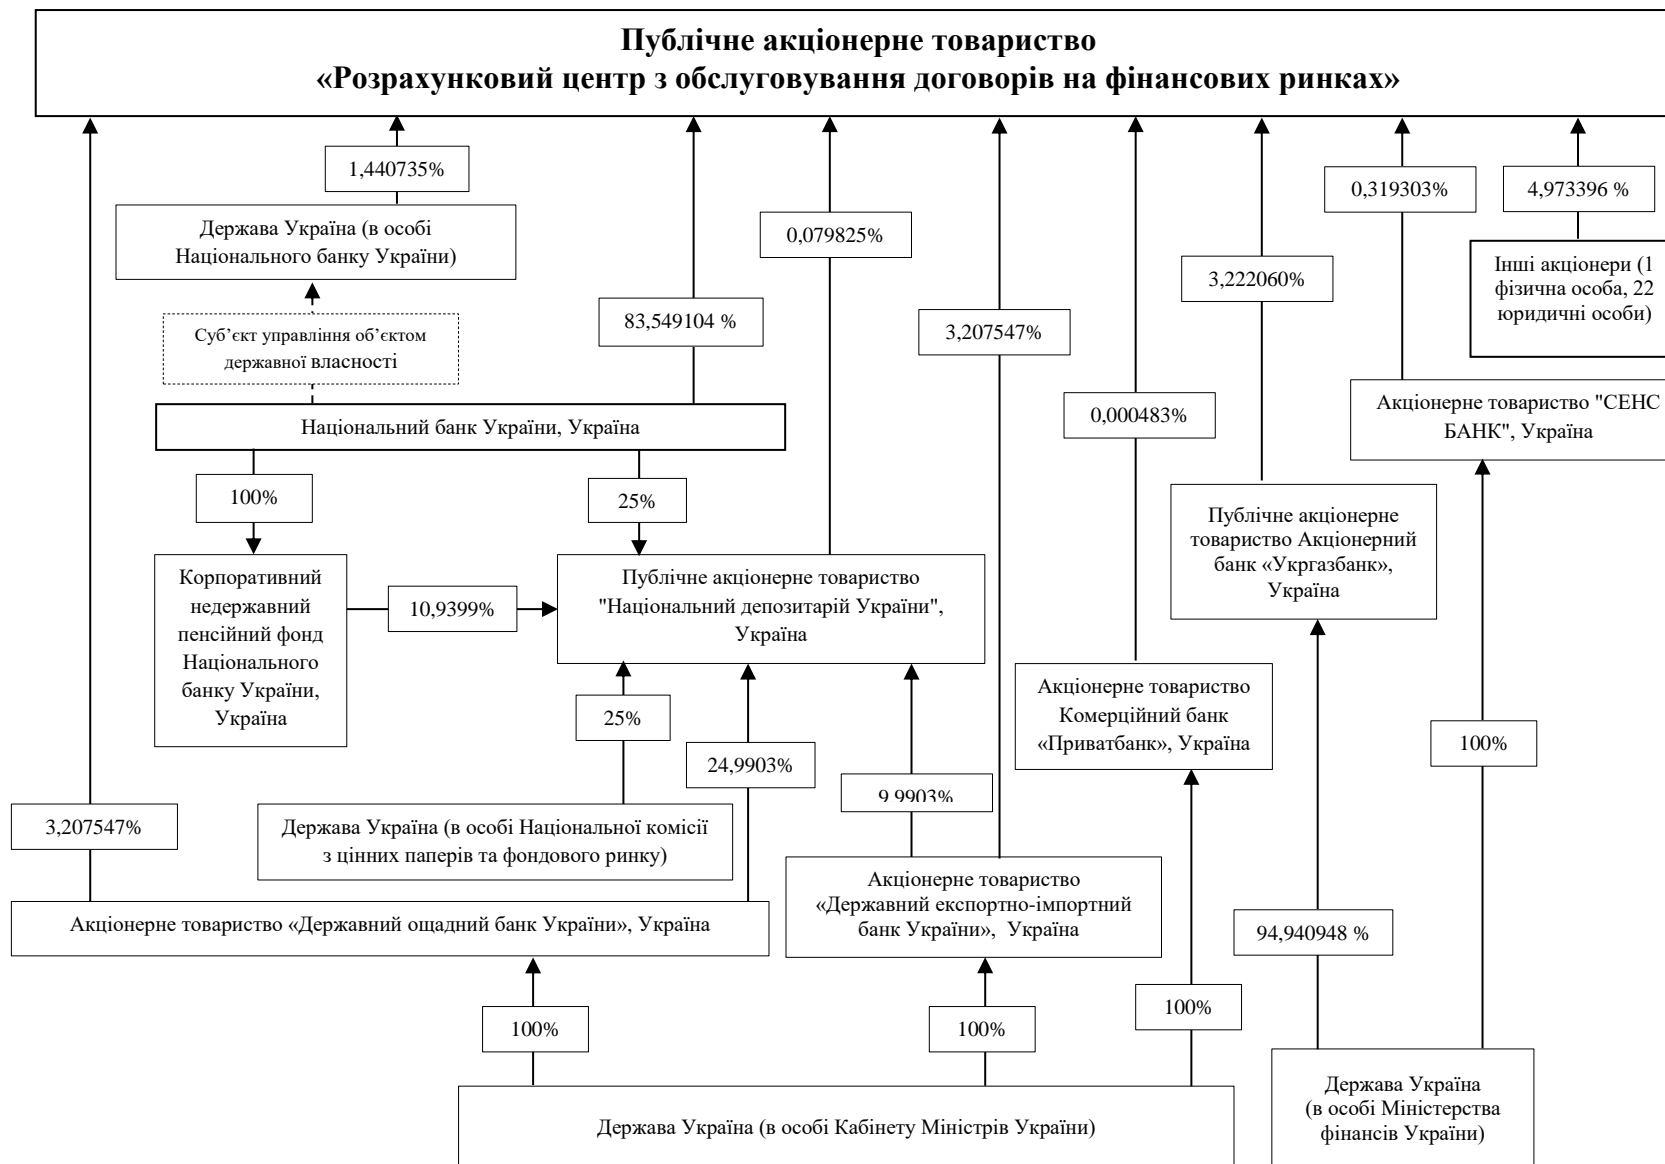 Публічне акціонерне товариство
«Розрахунковий центр з обслуговування договорів на фінансових ринках»
1,440735%
0,319303%
4,973396 %
Держава Україна (в особі
Національного банку України)
0,079825%
3,222060%
Інші акціонери (1
фізична особа, 22
юридичні особи)
Суб’єкт управління об’єктом
державної власності
83,549104 %
3,207547%
Національний банк України, Україна
0,000483%
Акціонерне товариство "СЕНС
БАНК", Україна
100%
25%
Публічне акціонерне
товариство Акціонерний
банк «Укргазбанк»,
Україна
Корпоративний
недержавний
пенсійний фонд
Національного
банку України,
Україна
10,9399%
Публічне акціонерне товариство
"Національний депозитарій України",
Україна
Акціонерне товариство
Комерційний банк
«Приватбанк», Україна
25%
24,9903%
100%
9,9903%
3,207547%
Держава Україна (в особі Національної комісії
з цінних паперів та фондового ринку)
Акціонерне товариство «Державний ощадний банк України», Україна
Акціонерне товариство
«Державний експортно-імпортний
банк України», Україна
94,940948 %
100%
100%
100%
Держава Україна (в особі Кабінету Міністрів України)
Держава Україна
(в особі Міністерства
фінансів України)